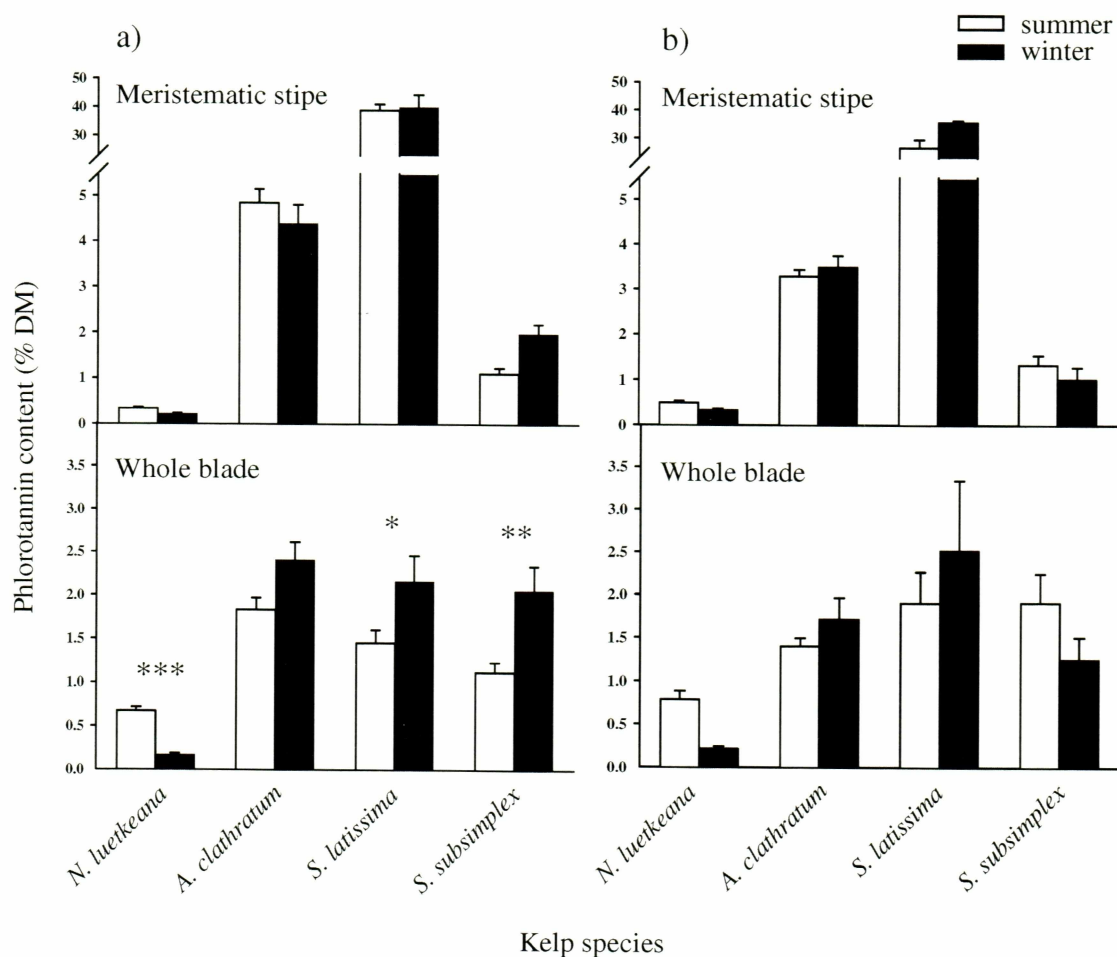 a)
b)
summer
winter
Meristematic stipe
50
40
30
5
4
3
2
1
0
Meristematic stipe
50
40
30
5
4
3
2
1
0
Phlorotannin content (% DM)
Whole blade
3.5
3.0
2.5
2.0
1.5
1.0
0.5
0.0
***
*
**
Whole blade
3.5
3.0
2.5
2.0
1.5
1.0
0.5
0.0
N. luetkeana
A. clathratum
S. latissima
S. subsimplex
N. luetkeana
A. clathratum
S. latissima
S. subsimplex
Kelp species